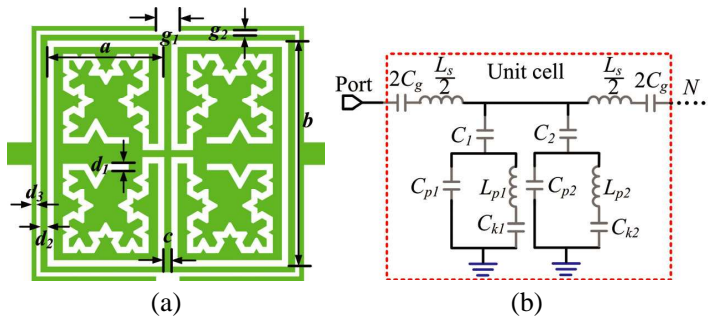 g1
g2
a
b
d1
d3
d2
c
(a)
Port
2Cg
Ls/2
Unit cell
Ls/2
2Cg
N
C1
C2
Cp1
Lp1
Cp2
Lp2
Ck1
Ck2
(b)